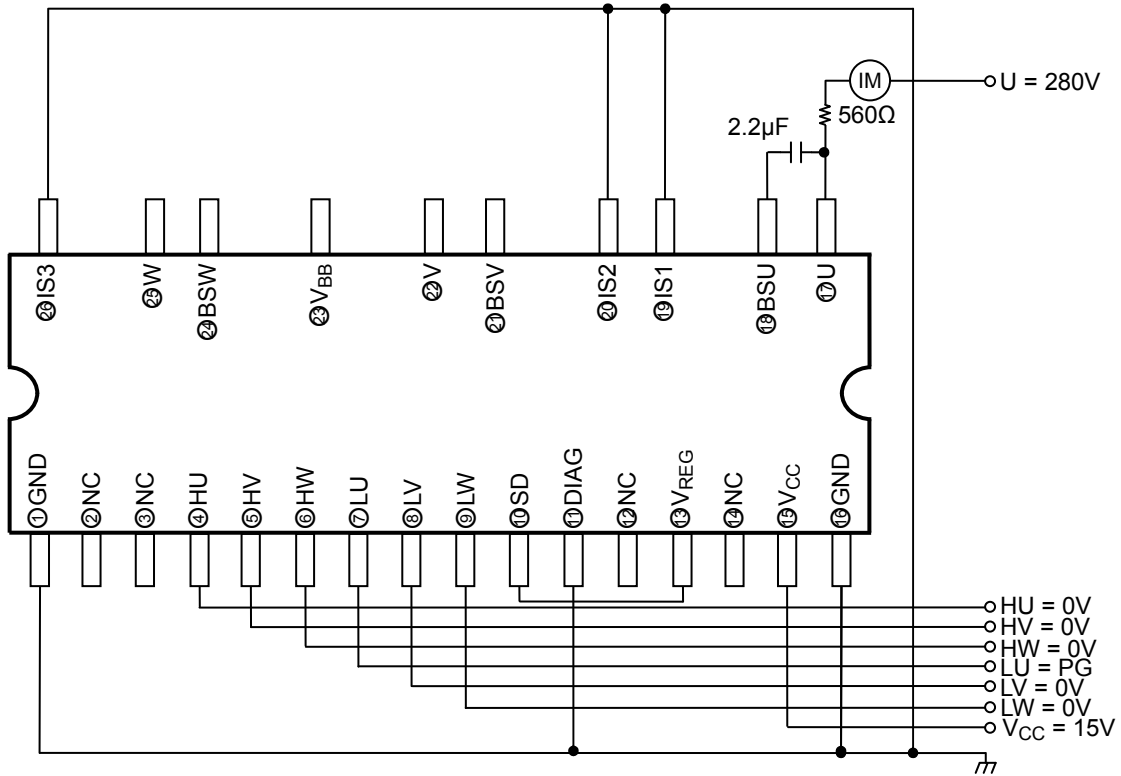 IM
U = 280V
560Ω
2.2μF
㉖IS3
㉕W
㉔BSW
㉓VBB
㉒V
㉑BSV
⑳IS2
⑲IS1
⑱BSU
⑰U
①GND
②NC
③NC
④HU
⑤HV
⑥HW
⑦LU
⑧LV
⑨LW
⑩SD
⑪DIAG
⑫NC
⑬VREG
⑭NC
⑮VCC
⑯GND
HU = 0V
HV = 0V
HW = 0V
LU = PG
LV = 0V
LW = 0V
VCC = 15V